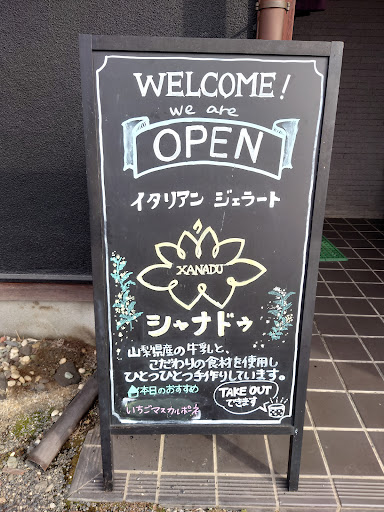 WELCOME!
we are
OPEN
イタリアン ジェラート
XANADU
シャナドゥ
山梨県産の牛乳と、
こだわりの食材を使用し
ひとつひとつ手作りしています。
本日のおすすめ
いちごマスカルポーネ
TAKE OUT
できます